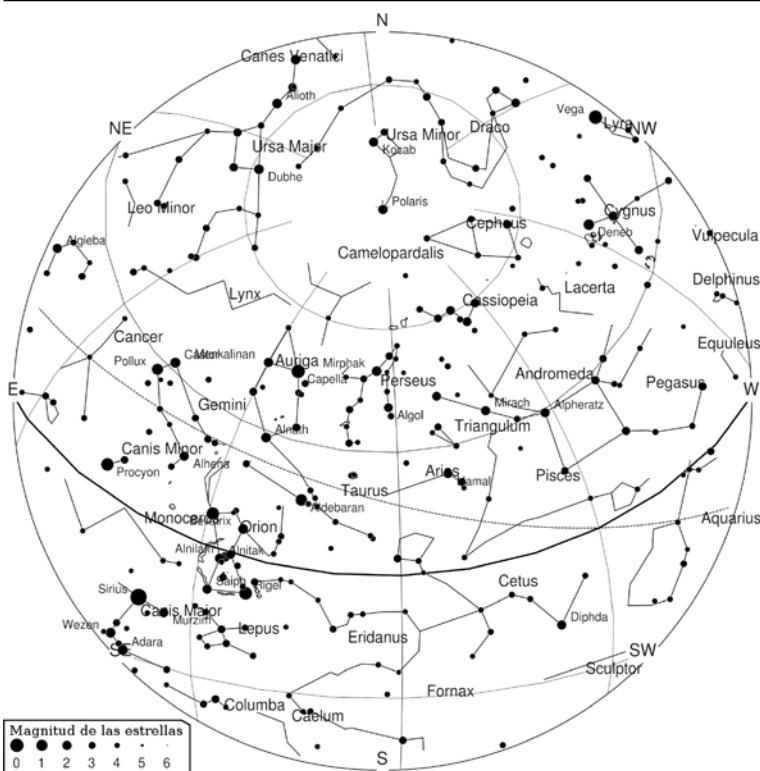 N
Canes Venatici
Alioth
NE
Ursa Major
Ursa Minor
Draco
Vega
Lyra
NW
Kocab
Dubhe
Leo Minor
Polaris
Cygnus
Cepheus
Deneb
Algieba
Vulpecula
Camelopardalis
Delphinus
Lynx
Lacerta
Cassiopeia
Cancer
Equuleus
Castor
Menkalinan
Auriga
Mirphak
Pollux
Capella
Perseus
Andromeda
Pegasus
E
W
Gemini
Mirach
Alpheratz
Algol
Triangulum
Alnath
Canis Minor
Alhena
Procyon
Aries
Hamal
Pisces
Taurus
Aldebaran
Monoceros
Bellatrix
Orion
Aquarius
Alnilam
Alnitak
Saiph
Rigel
Cetus
Sirius
Canis Major
Murzim
Diphda
Wezen
Lepus
Eridanus
Adara
SE
SW
Sculptor
Fornax
Columba
Caelum
S
Magnitud de las estrellas
0 1 2 3 4 5 6